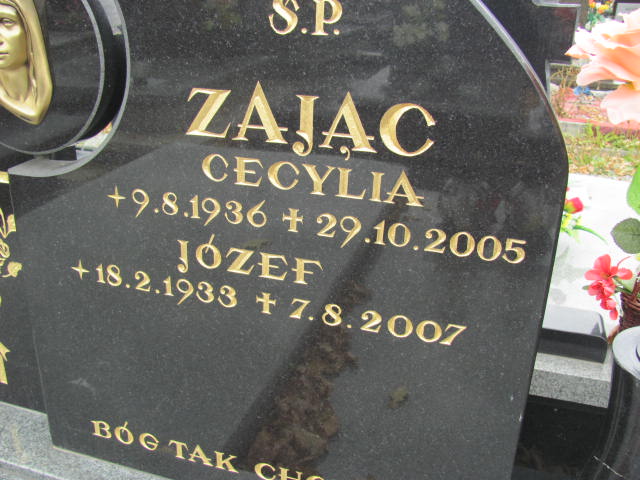 Ś.P.
ZAJĄC
CECYLIA
+9.8.1936 ✝ 29.10.2005
JÓZEF
+18.2.1933 ✝ 7.8.2007
BÓG TAK